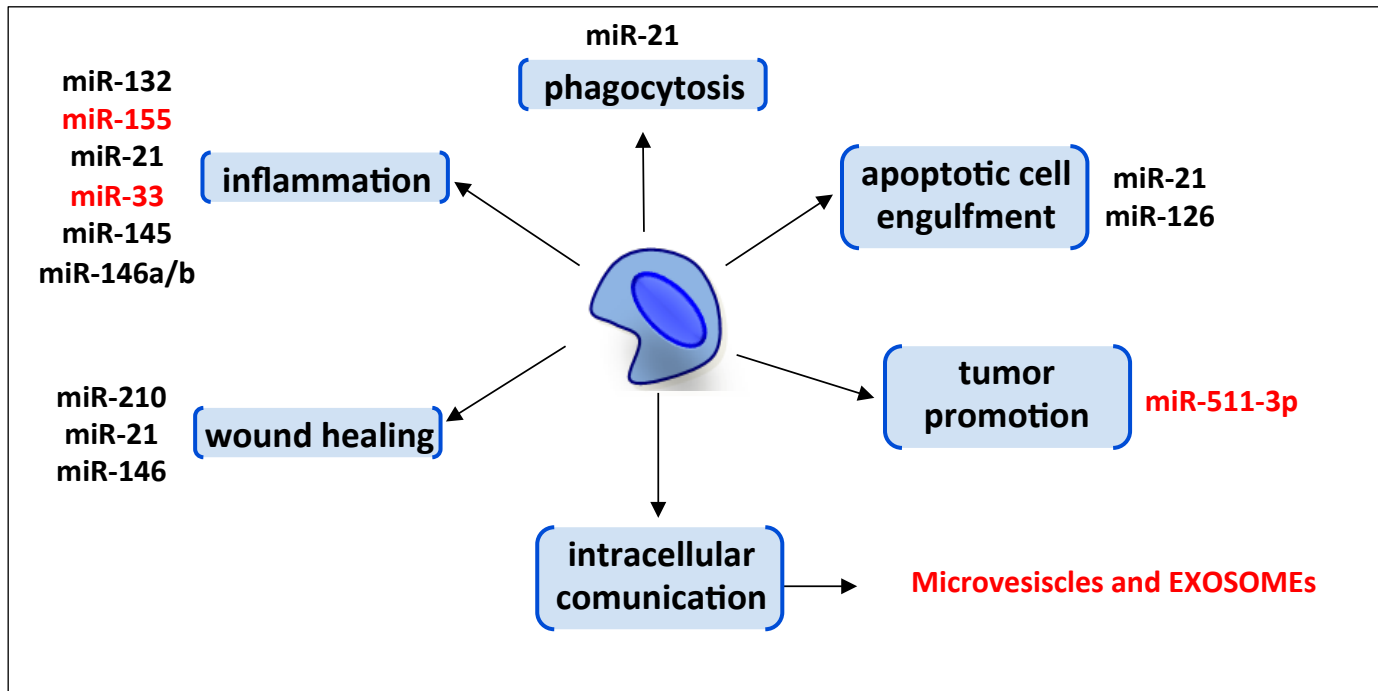 miR-21
phagocytosis
miR-132
miR-155
miR-21
miR-33
miR-145
miR-146a/b
inflammation
apoptotic cell
engulfment
miR-21
miR-126
miR-210
miR-21
miR-146
wound healing
tumor
promotion
miR-511-3p
intracellular
comunication
Microvesiscles and EXOSOMEs